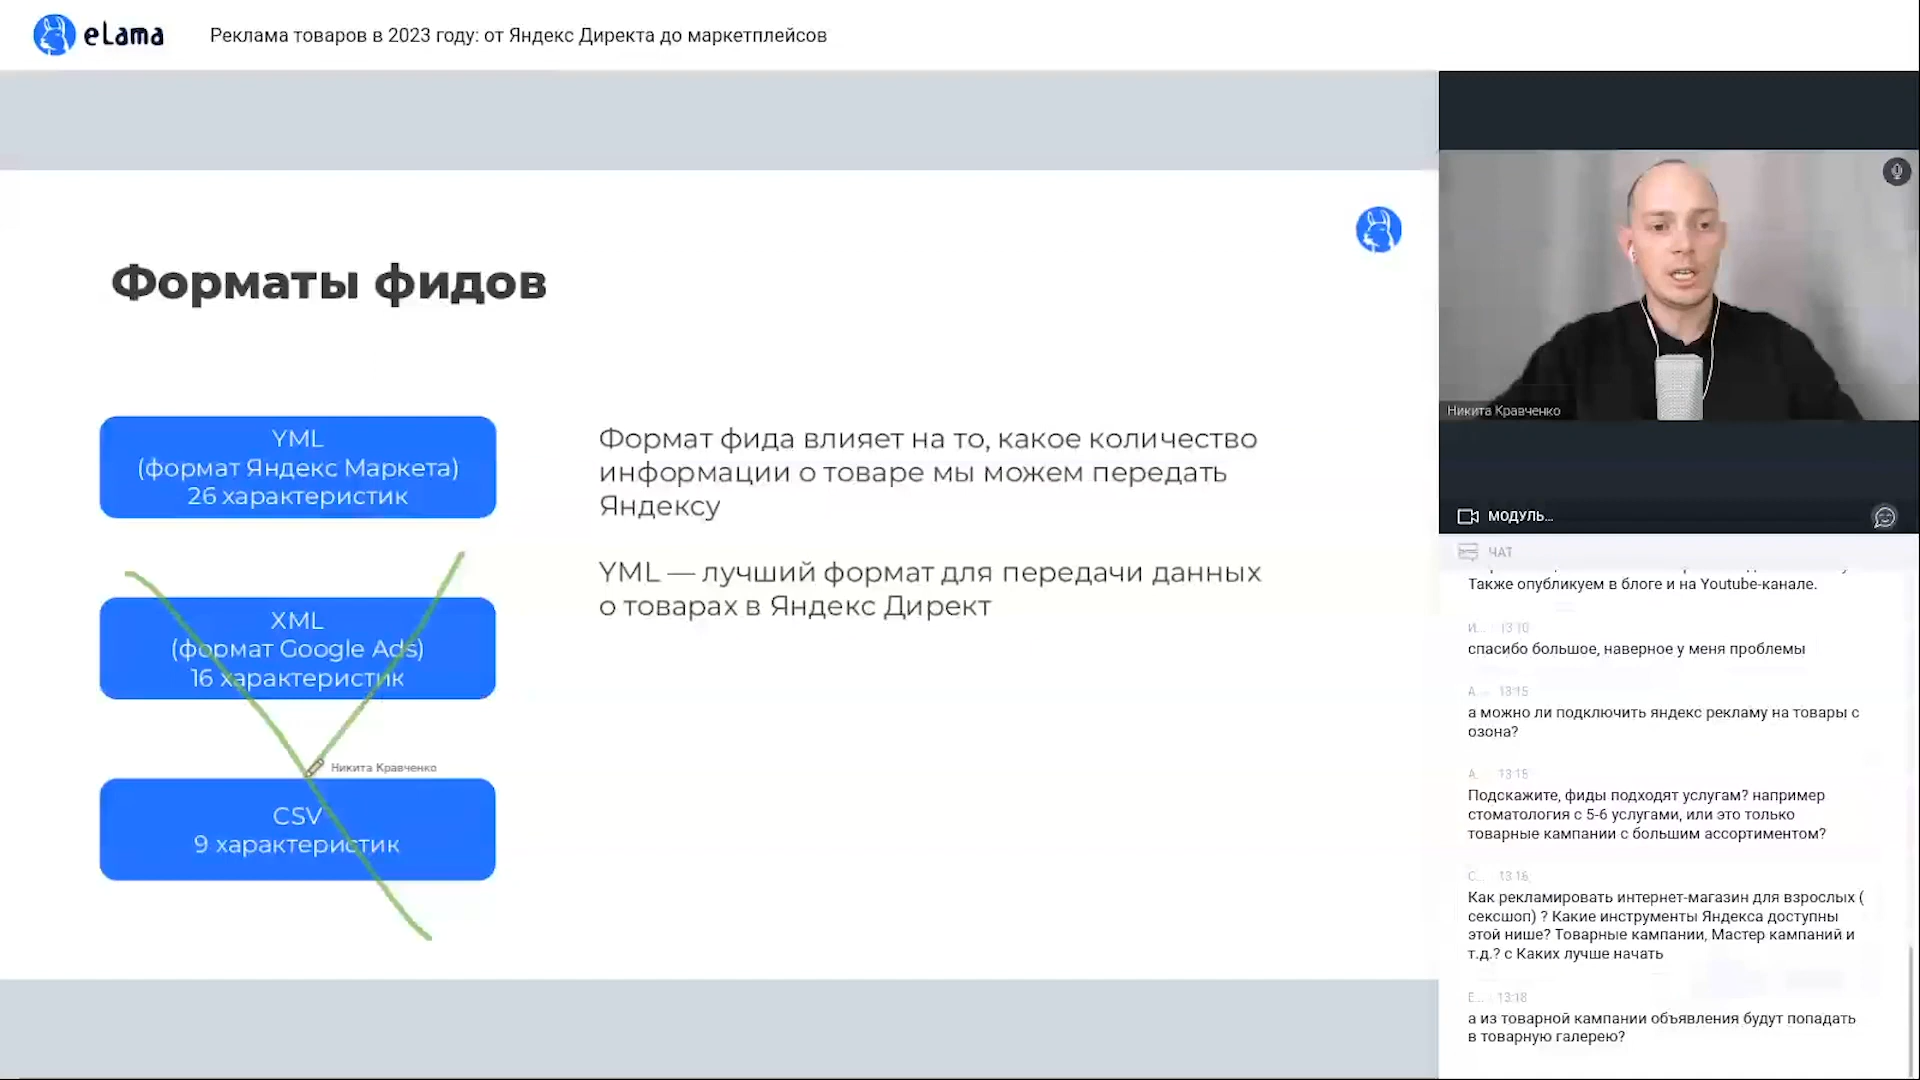 eLama
Реклама товаров в 2023 году: от Яндекс Директа до маркетплейсов
Форматы фидов
YML
(формат Яндекс Маркета)
26 характеристик
XML
(формат Google Ads)
16 характеристик
Никита Кравченко
CSV
9 характеристик
Формат фида влияет на то, какое количество
информации о товаре мы можем передать
Яндексу
YML — лучший формат для передачи данных
о товарах в Яндекс Директ
Никита Кравченко
МОДУЛЬ...
ЧАТ
Также опубликуем в блоге и на Youtube-канале.
И... 13:10
спасибо большое, наверное у меня проблемы
А... 13:15
а можно ли подключить яндекс рекламу на товары с
озона?
А... 13:15
Подскажите, фиды подходят услугам? например
стоматология с 5-6 услугами, или это только
товарные кампании с большим ассортиментом?
С... 13:16
Как рекламировать интернет-магазин для взрослых (
сексшоп) ? Какие инструменты Яндекса доступны
этой нише? Товарные кампании, Мастер кампаний и
т.д.? с Каких лучше начать
Е... 13:18
а из товарной кампании объявления будут попадать
в товарную галерею?